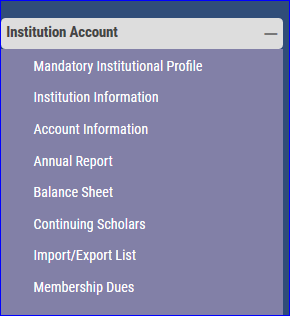 Institution Account
Mandatory Institutional Profile
Institution Information
Account Information
Annual Report
Balance Sheet
Continuing Scholars
Import/Export List
Membership Dues